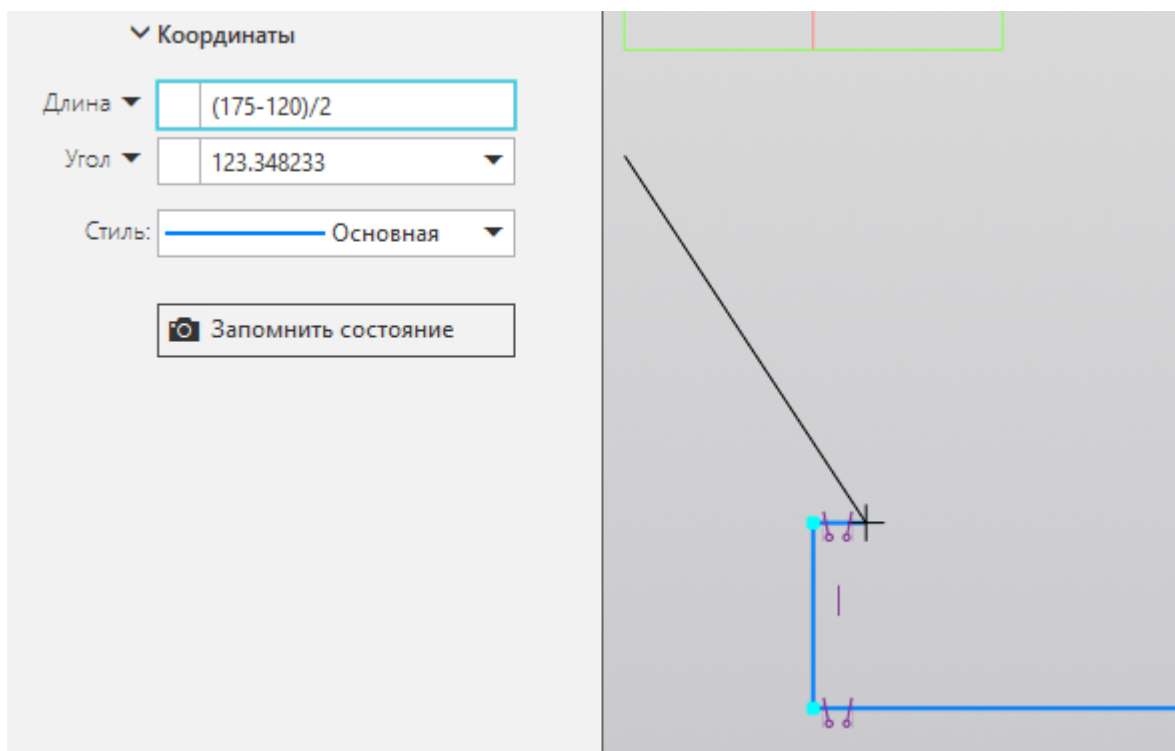 Координаты
Длина (175-120)/2
Угол 123.348233
Стиль: Основная
Запомнить состояние